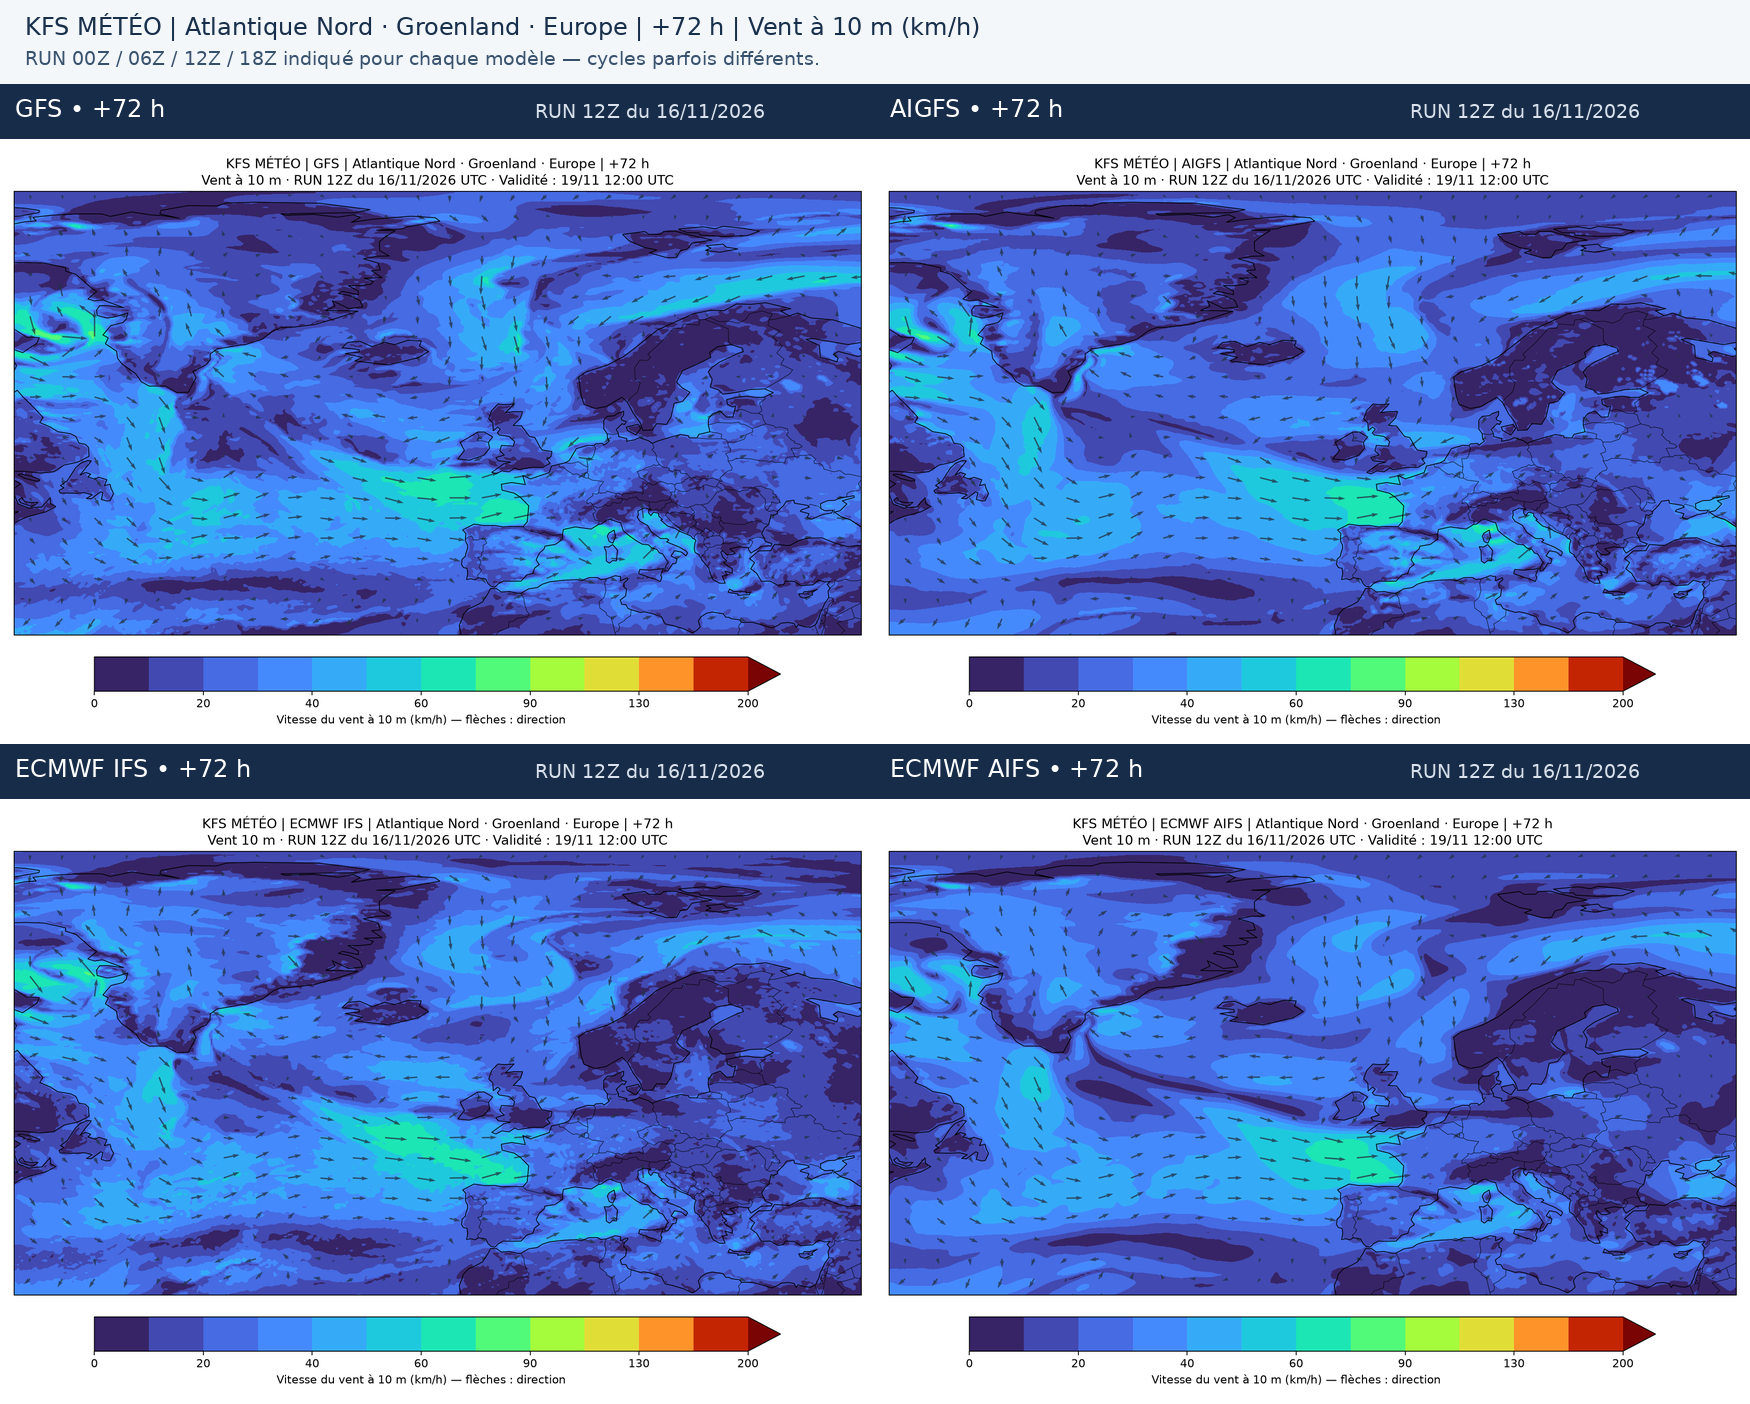 KFS MÉTÉO | Atlantique Nord · Groenland · Europe | +72 h | Vent à 10 m (km/h)
RUN 00Z / 06Z / 12Z / 18Z indiqué pour chaque modèle — cycles parfois différents.
GFS • +72 h
RUN 12Z du 16/11/2026
KFS MÉTÉO | GFS | Atlantique Nord · Groenland · Europe | +72 h
Vent à 10 m · RUN 12Z du 16/11/2026 UTC · Validité : 19/11 12:00 UTC
0 20 40 60 90 130 200
Vitesse du vent à 10 m (km/h) — flèches : direction
AIGFS • +72 h
RUN 12Z du 16/11/2026
KFS MÉTÉO | AIGFS | Atlantique Nord · Groenland · Europe | +72 h
Vent à 10 m · RUN 12Z du 16/11/2026 UTC · Validité : 19/11 12:00 UTC
0 20 40 60 90 130 200
Vitesse du vent à 10 m (km/h) — flèches : direction
ECMWF IFS • +72 h
RUN 12Z du 16/11/2026
KFS MÉTÉO | ECMWF IFS | Atlantique Nord · Groenland · Europe | +72 h
Vent 10 m · RUN 12Z du 16/11/2026 UTC · Validité : 19/11 12:00 UTC
0 20 40 60 90 130 200
Vitesse du vent à 10 m (km/h) — flèches : direction
ECMWF AIFS • +72 h
RUN 12Z du 16/11/2026
KFS MÉTÉO | ECMWF AIFS | Atlantique Nord · Groenland · Europe | +72 h
Vent 10 m · RUN 12Z du 16/11/2026 UTC · Validité : 19/11 12:00 UTC
0 20 40 60 90 130 200
Vitesse du vent à 10 m (km/h) — flèches : direction